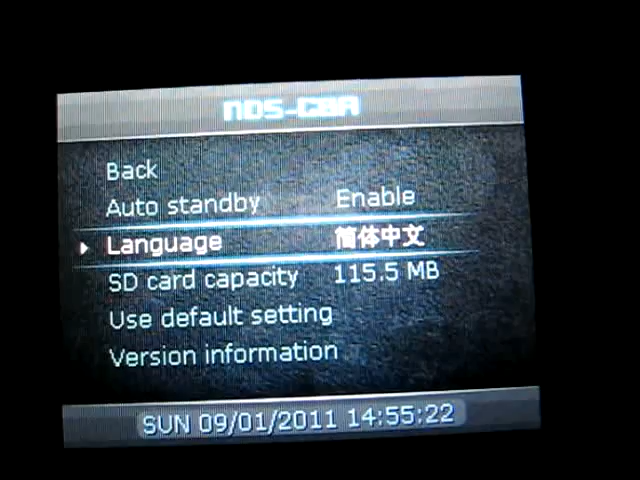 NDS-GBA
Back
Auto standby Enable
Language 简体中文
SD card capacity 115.5 MB
Use default setting
Version information
SUN 09/01/2011 14:55:22